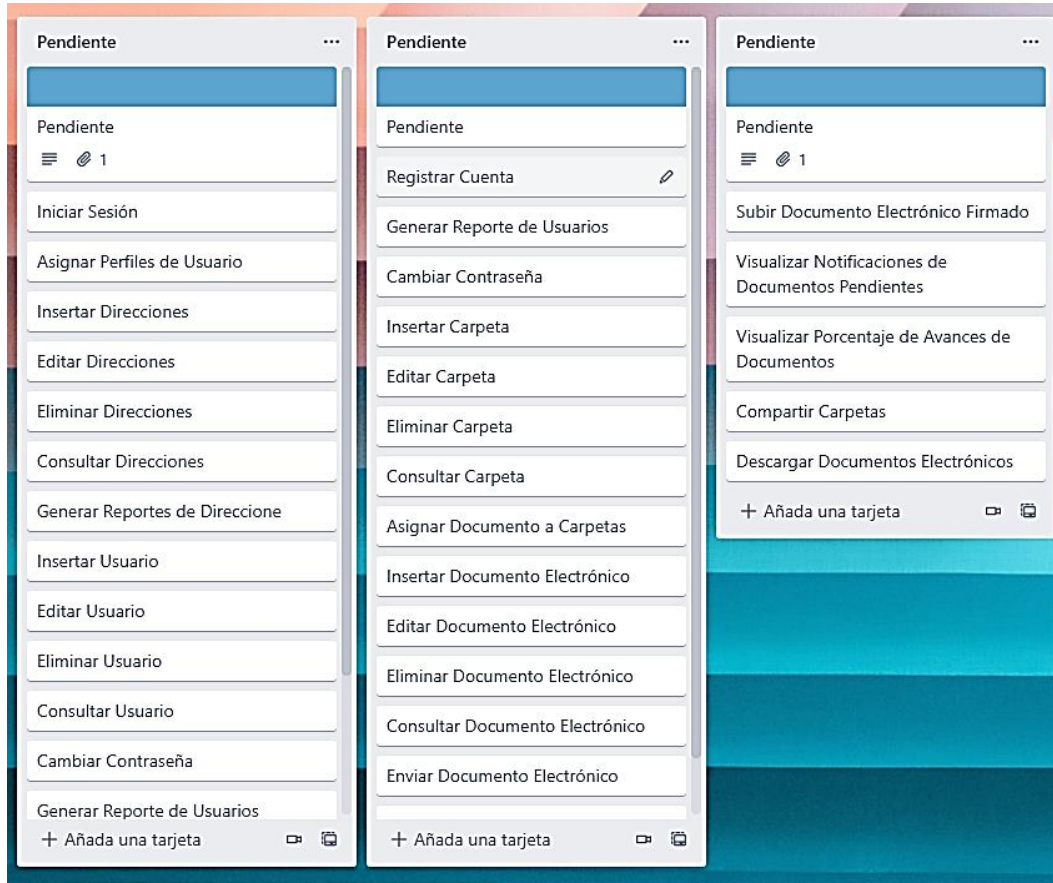 Pendiente
Pendiente
1
Iniciar Sesión
Asignar Perfiles de Usuario
Insertar Direcciones
Editar Direcciones
Eliminar Direcciones
Consultar Direcciones
Generar Reportes de Direccione
Insertar Usuario
Editar Usuario
Eliminar Usuario
Consultar Usuario
Cambiar Contraseña
Generar Reporte de Usuarios
+ Añada una tarjeta
Pendiente
Pendiente
Registrar Cuenta
Generar Reporte de Usuarios
Cambiar Contraseña
Insertar Carpeta
Editar Carpeta
Eliminar Carpeta
Consultar Carpeta
Asignar Documento a Carpetas
Insertar Documento Electrónico
Editar Documento Electrónico
Eliminar Documento Electrónico
Consultar Documento Electrónico
Enviar Documento Electrónico
+ Añada una tarjeta
Pendiente
Pendiente
1
Subir Documento Electrónico Firmado
Visualizar Notificaciones de
Documentos Pendientes
Visualizar Porcentaje de Avances de
Documentos
Compartir Carpetas
Descargar Documentos Electrónicos
+ Añada una tarjeta